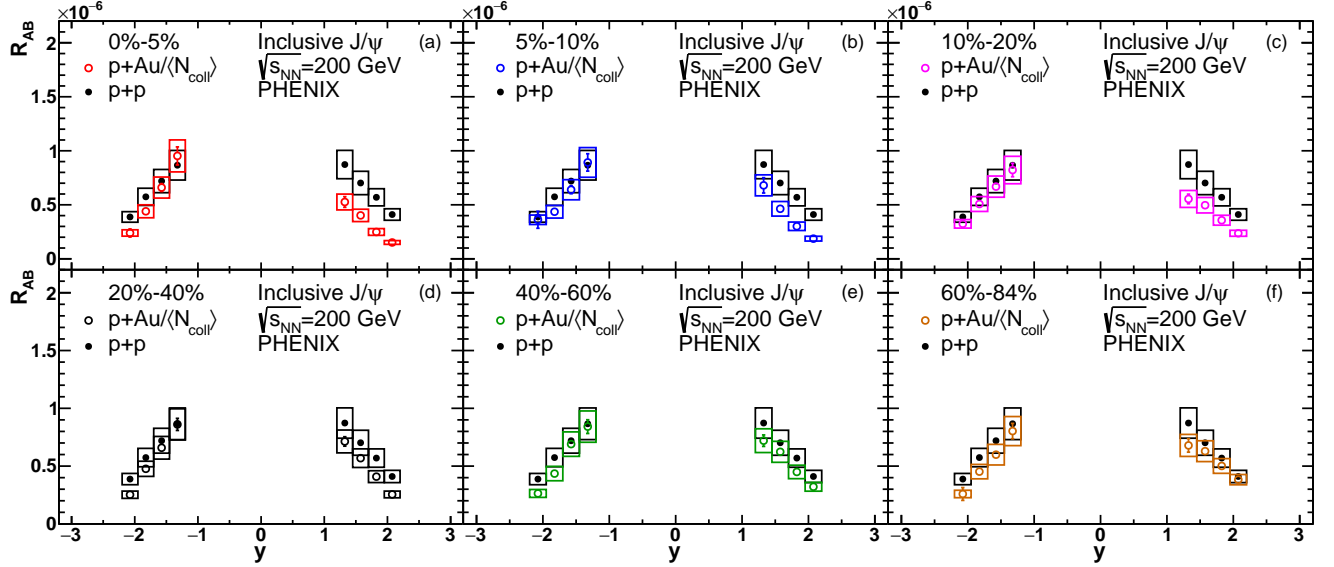 ×10⁻⁶ ×10⁻⁶ ×10⁻⁶
R_AB
2
1.5
1
0.5
0
0%-5% Inclusive J/ψ (a)
p+Au/⟨N_coll⟩ √s_NN=200 GeV
p+p PHENIX
5%-10% Inclusive J/ψ (b)
p+Au/⟨N_coll⟩ √s_NN=200 GeV
p+p PHENIX
10%-20% Inclusive J/ψ (c)
p+Au/⟨N_coll⟩ √s_NN=200 GeV
p+p PHENIX
R_AB
2
1.5
1
0.5
0
20%-40% Inclusive J/ψ (d)
p+Au/⟨N_coll⟩ √s_NN=200 GeV
p+p PHENIX
40%-60% Inclusive J/ψ (e)
p+Au/⟨N_coll⟩ √s_NN=200 GeV
p+p PHENIX
60%-84% Inclusive J/ψ (f)
p+Au/⟨N_coll⟩ √s_NN=200 GeV
p+p PHENIX
−3 −2 −1 0 1 2 3 −3 −2 −1 0 1 2 3 −3 −2 −1 0 1 2 3
y y y